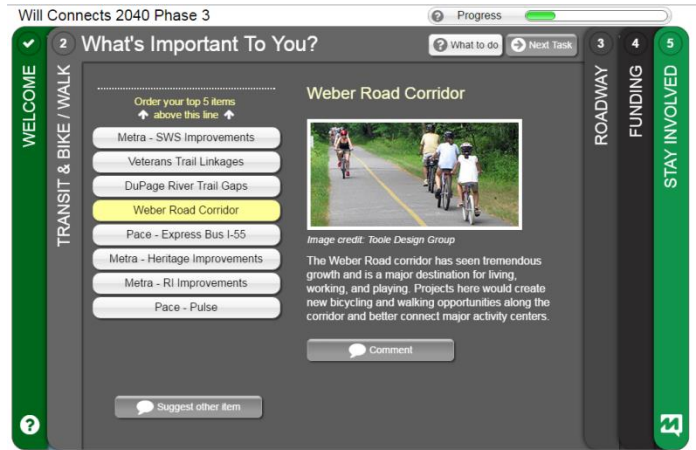 Will Connects 2040 Phase 3
? Progress
WELCOME
?
2
TRANSIT & BIKE / WALK
What's Important To You?
? What to do
Next Task
Order your top 5 items
above this line
Metra - SWS Improvements
Veterans Trail Linkages
DuPage River Trail Gaps
Weber Road Corridor
Pace - Express Bus I-55
Metra - Heritage Improvements
Metra - RI Improvements
Pace - Pulse
Suggest other item
Weber Road Corridor
Image credit: Toole Design Group
The Weber Road corridor has seen tremendous
growth and is a major destination for living,
working, and playing. Projects here would create
new bicycling and walking opportunities along the
corridor and better connect major activity centers.
Comment
3
ROADWAY
4
FUNDING
5
STAY INVOLVED